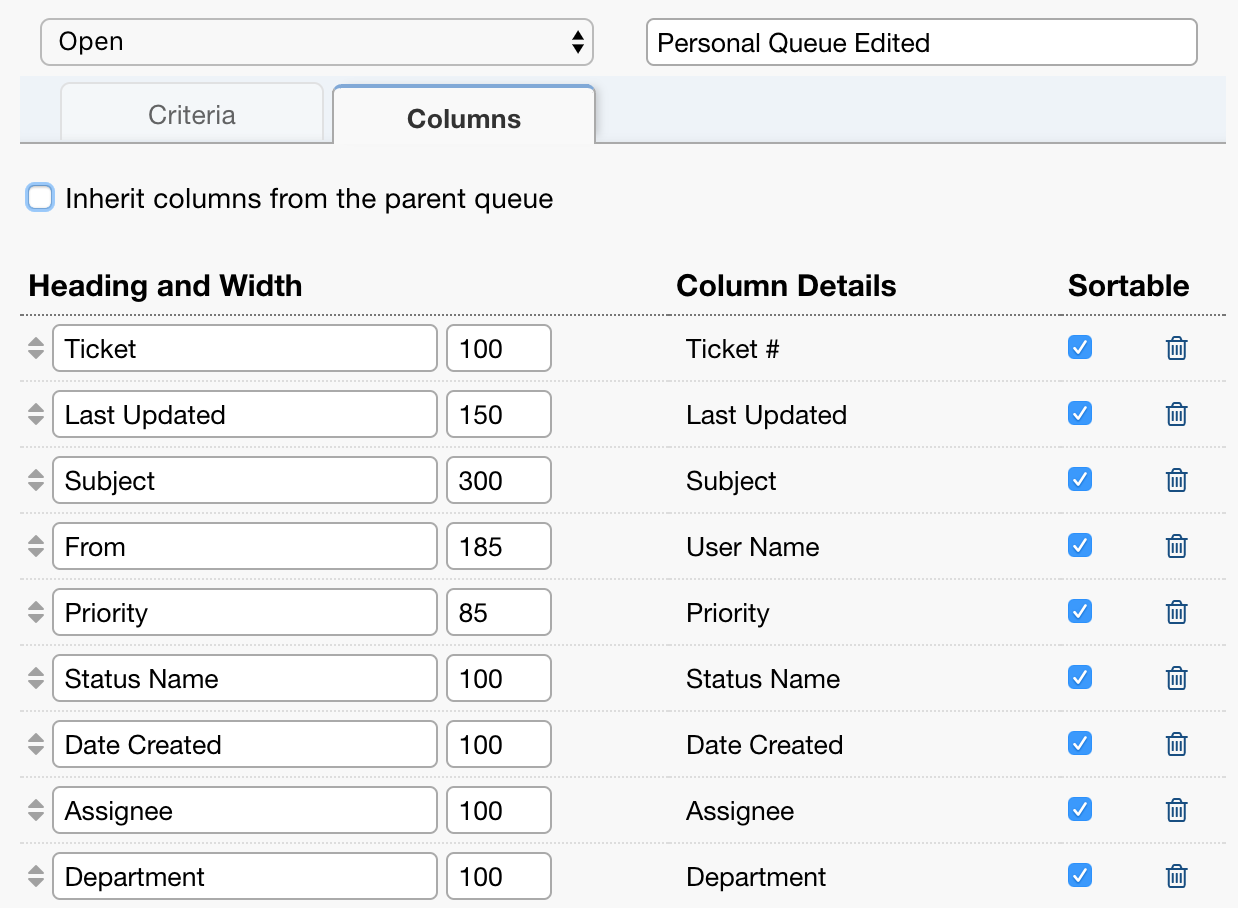 Open Personal Queue Edited
Criteria Columns
Inherit columns from the parent queue
Heading and Width Column Details Sortable
Ticket 100 Ticket #
Last Updated 150 Last Updated
Subject 300 Subject
From 185 User Name
Priority 85 Priority
Status Name 100 Status Name
Date Created 100 Date Created
Assignee 100 Assignee
Department 100 Department